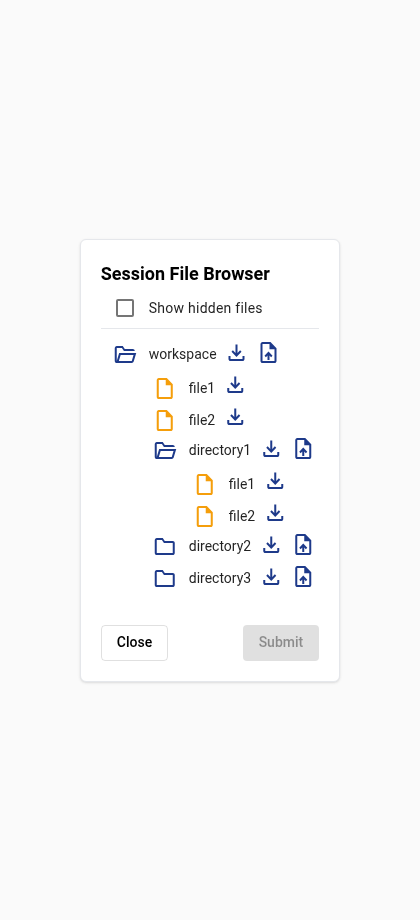 Session File Browser
Show hidden files
workspace
file1
file2
directory1
file1
file2
directory2
directory3
Close Submit